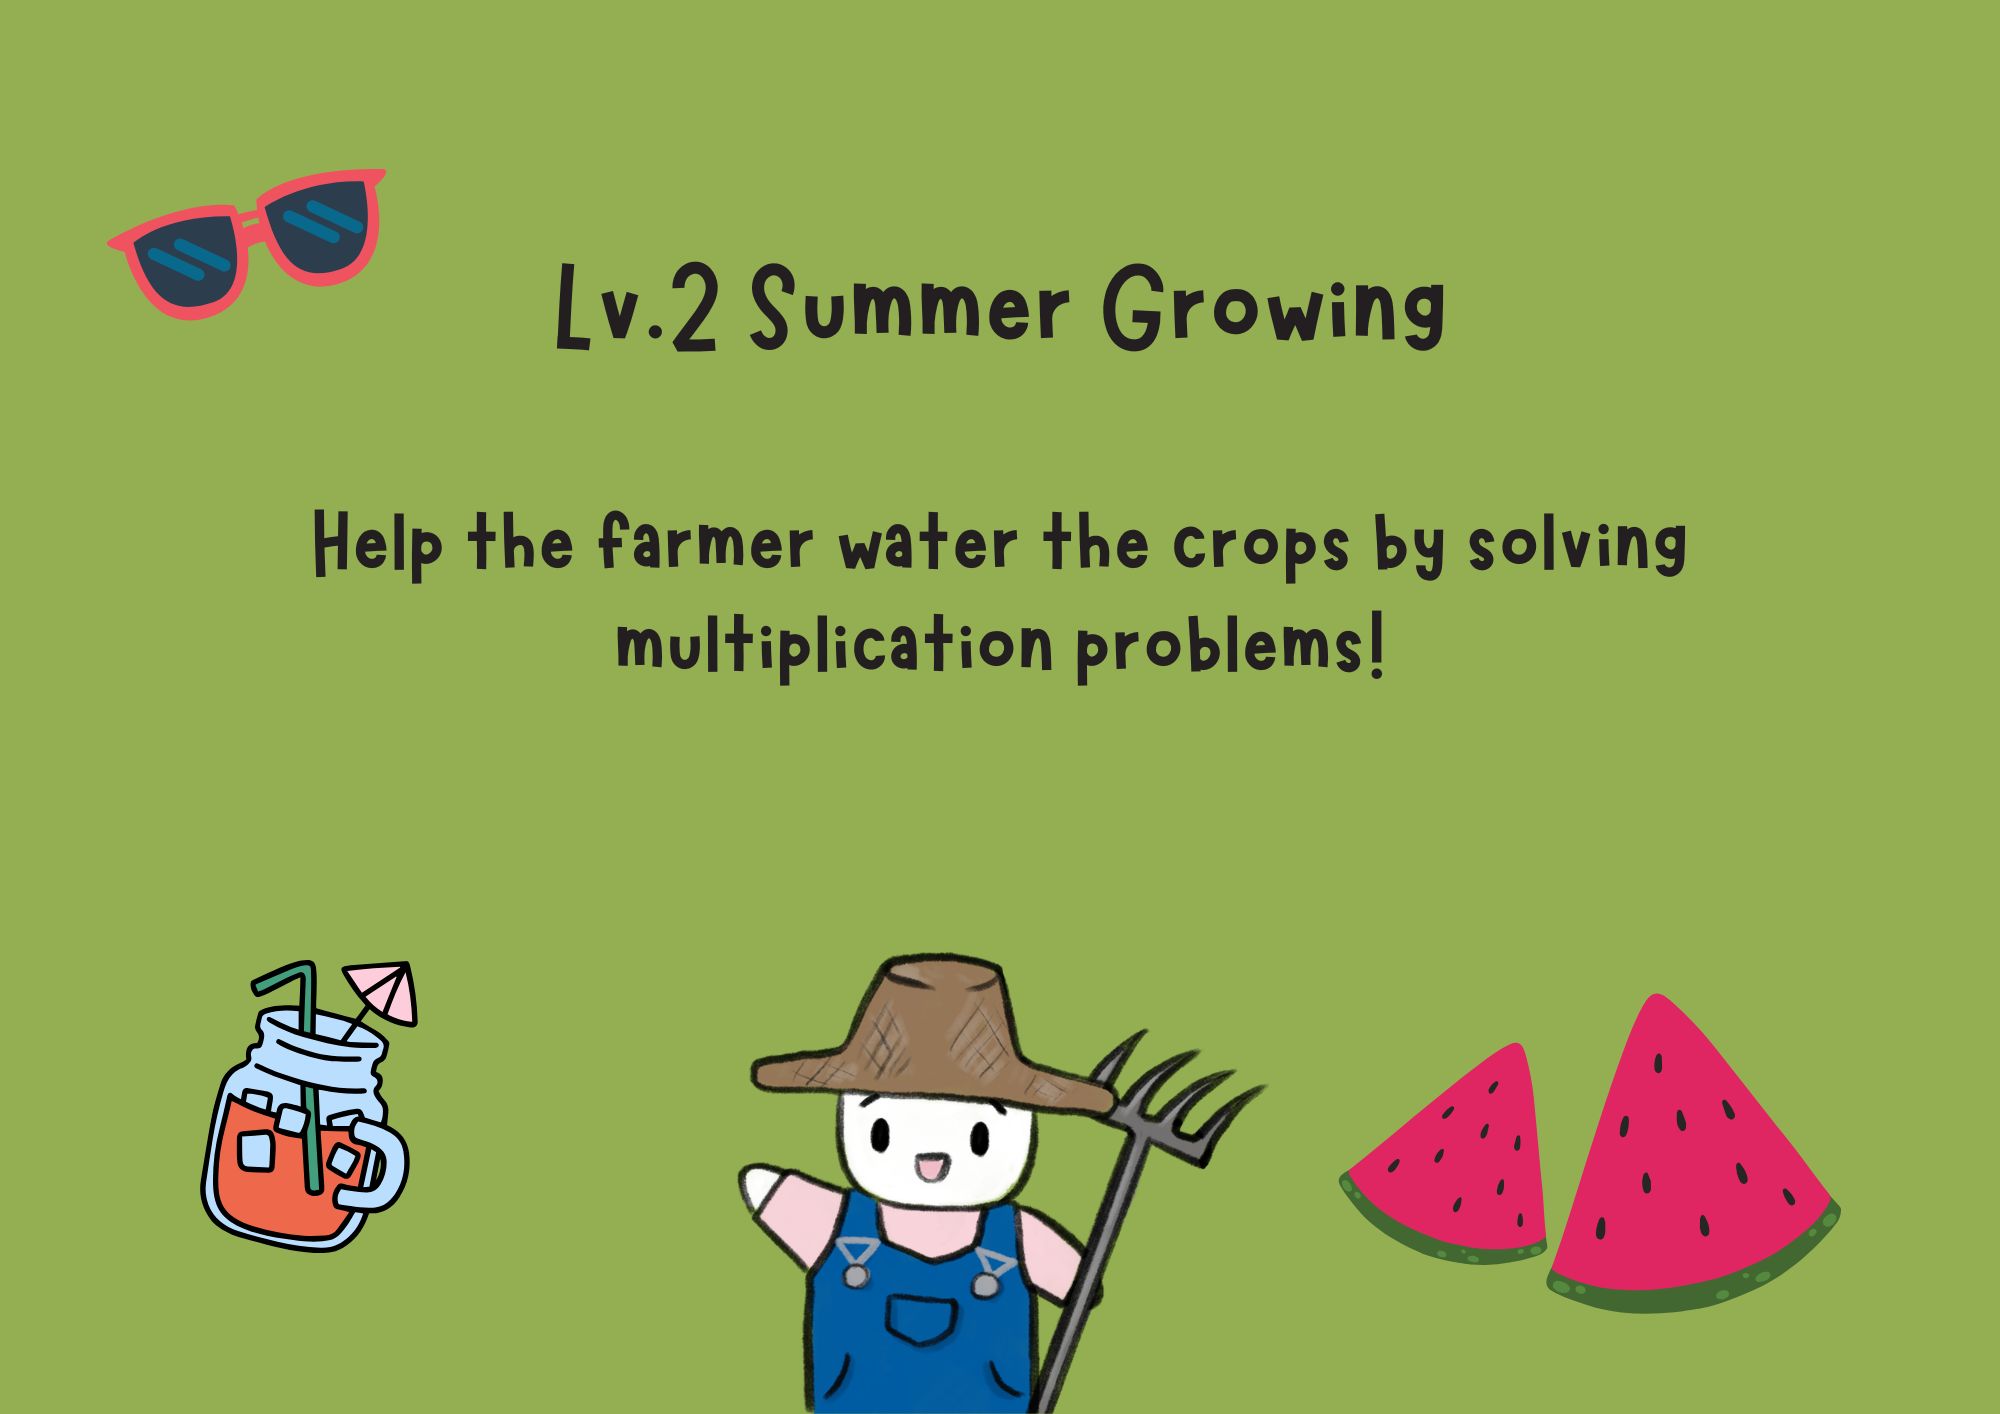 Lv.2 Summer Growing
Help the farmer water the crops by solving
multiplication problems!